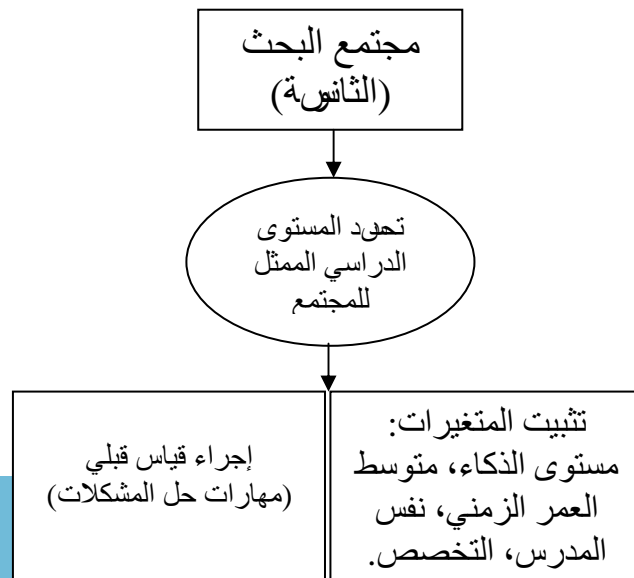 مجتمع البحث
(الثانوية)
تحديد المستوى
الدراسي الممثل
للمجتمع
تثبيت المتغيرات:
مستوى الذكاء، متوسط
العمر الزمني، نفس
المدرس، التخصص.
إجراء قياس قبلي
(مهارات حل المشكلات)